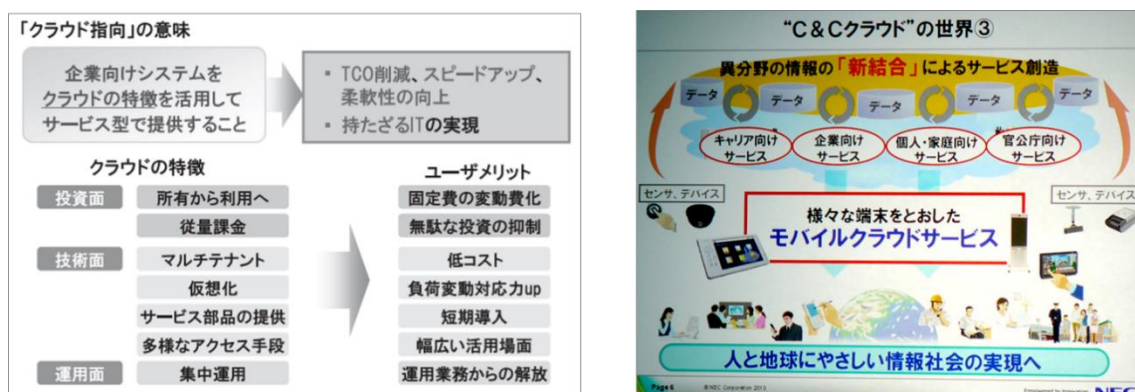 「クラウド指向」の意味
企業向けシステムを
クラウドの特徴を活用して
サービス型で提供すること
・ TCO削減、スピードアップ、
柔軟性の向上
・ 持たざるITの実現
クラウドの特徴
ユーザメリット
投資面
所有から利用へ
固定費の変動費化
従量課金
無駄な投資の抑制
技術面
マルチテナント
低コスト
仮想化
負荷変動対応力up
サービス部品の提供
短期導入
多様なアクセス手段
幅広い活用場面
運用面
集中運用
運用業務からの解放
“C&Cクラウド”の世界③
異分野の情報の「新結合」によるサービス創造
データ
データ
データ
データ
データ
キャリア向け
サービス
企業向け
サービス
個人・家庭向け
サービス
官公庁向け
サービス
センサ、デバイス
センサ、デバイス
様々な端末をとおした
モバイルクラウドサービス
人と地球にやさしい情報社会の実現へ
Page 6
©NEC Corporation 2010
Empowered by Innovation
NEC